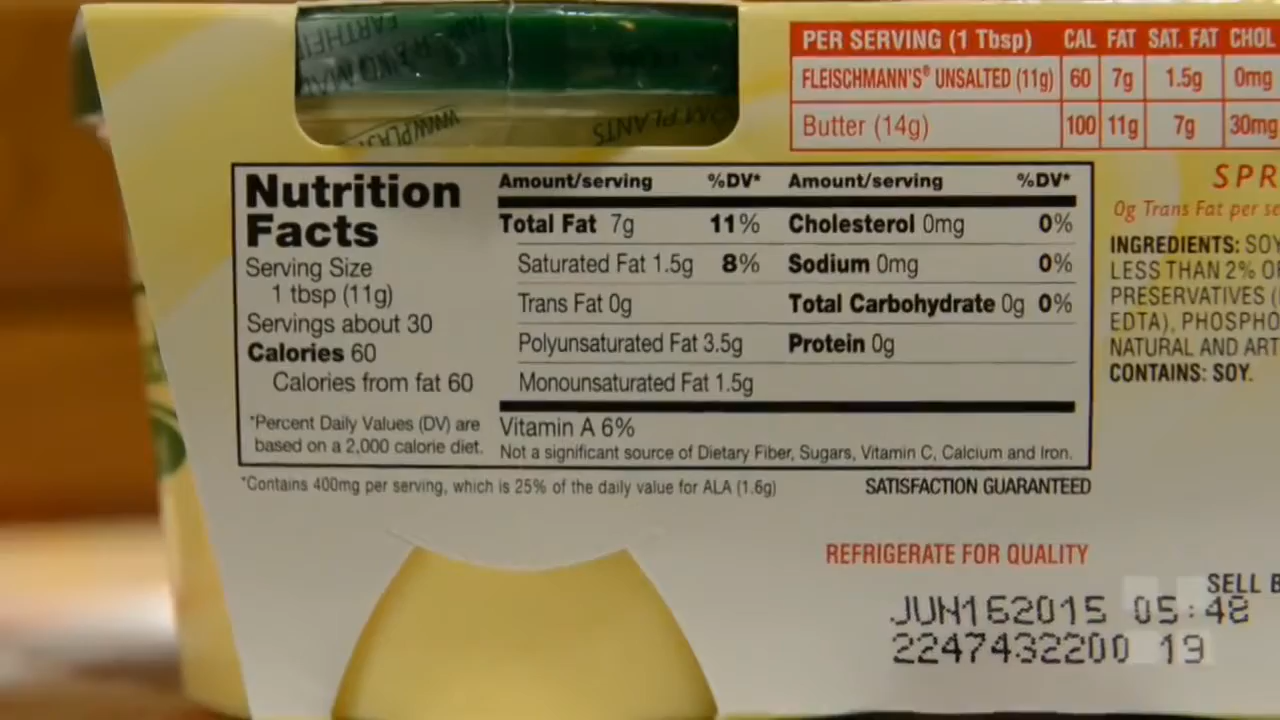 PER SERVING (1 Tbsp) CAL FAT SAT. FAT CHOL
FLEISCHMANN'S® UNSALTED (11g) 60 7g 1.5g 0mg
Butter (14g) 100 11g 7g 30mg
Nutrition
Facts
Serving Size
1 tbsp (11g)
Servings about 30
Calories 60
Calories from fat 60
*Percent Daily Values (DV) are
based on a 2,000 calorie diet.
Amount/serving %DV*
Total Fat 7g 11%
Saturated Fat 1.5g 8%
Trans Fat 0g
Polyunsaturated Fat 3.5g
Monounsaturated Fat 1.5g
Amount/serving %DV*
Cholesterol 0mg 0%
Sodium 0mg 0%
Total Carbohydrate 0g 0%
Protein 0g
Vitamin A 6%
Not a significant source of Dietary Fiber, Sugars, Vitamin C, Calcium and Iron.
*Contains 400mg per serving, which is 25% of the daily value for ALA (1.6g)
SATISFACTION GUARANTEED
SPR
0g Trans Fat per se
INGREDIENTS: SOY
LESS THAN 2% O
PRESERVATIVES (
EDTA), PHOSPHO
NATURAL AND ART
CONTAINS: SOY.
REFRIGERATE FOR QUALITY
SELL B
JUN162015 05:48
2247432200 19